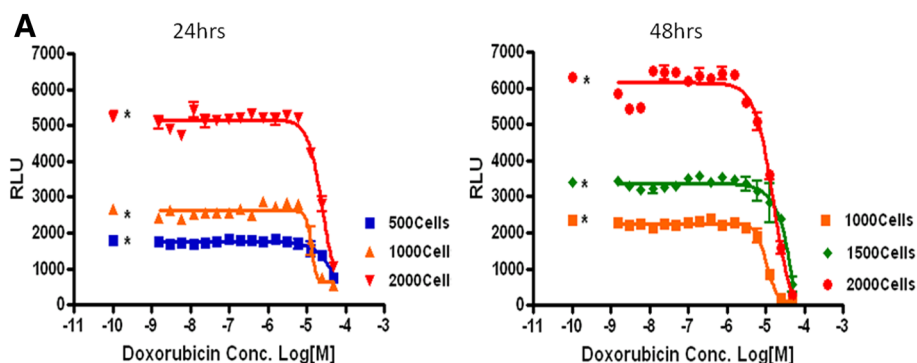 A
24hrs
7000
6000
5000
4000
3000
2000
1000
0
RLU
* * *
-11 -10 -9 -8 -7 -6 -5 -4 -3
Doxorubicin Conc. Log[M]
500Cells
1000Cell
2000Cell
48hrs
7000
6000
5000
4000
3000
2000
1000
0
RLU
* * *
-11 -10 -9 -8 -7 -6 -5 -4 -3
Doxorubicin Conc. Log[M]
1000Cells
1500Cells
2000Cells